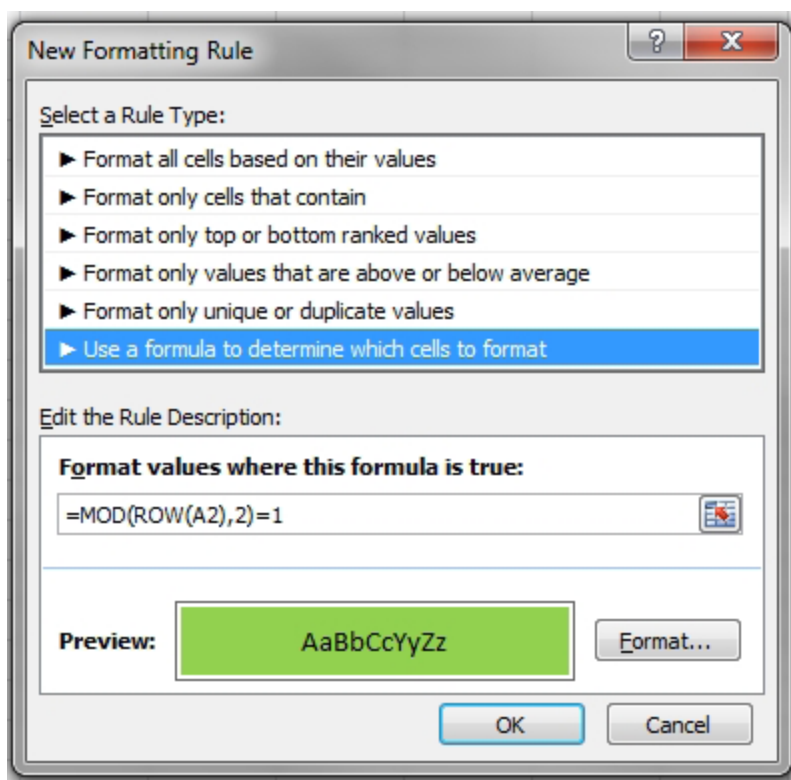 New Formatting Rule
?
Select a Rule Type:
► Format all cells based on their values
► Format only cells that contain
► Format only top or bottom ranked values
► Format only values that are above or below average
► Format only unique or duplicate values
► Use a formula to determine which cells to format
Edit the Rule Description:
Format values where this formula is true:
=MOD(ROW(A2),2)=1
Preview: AaBbCcYyZz Format...
OK Cancel